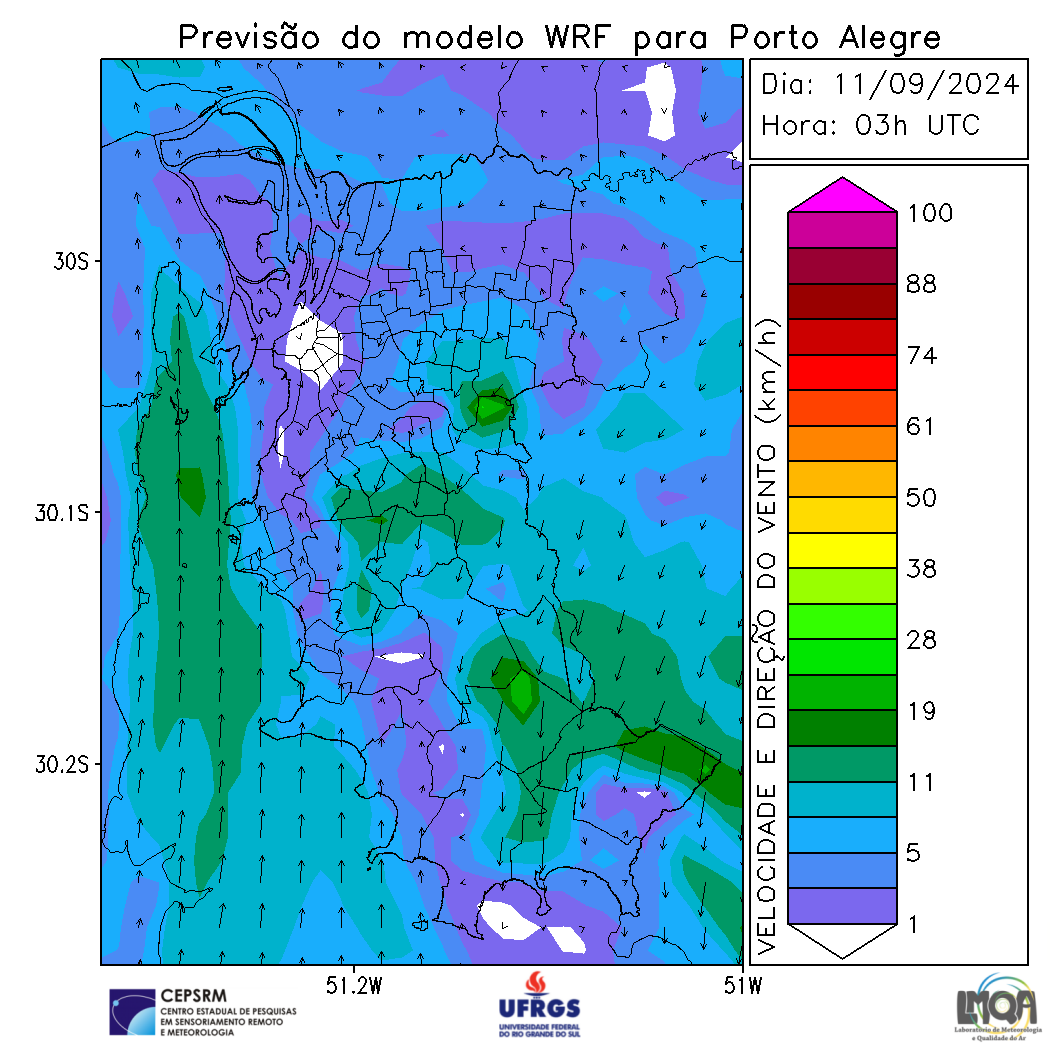 Previsão do modelo WRF para Porto Alegre
Dia: 11/09/2024
Hora: 03h UTC
30S
30.1S
30.2S
51.2W
51W
VELOCIDADE E DIREÇÃO DO VENTO (km/h)
100
88
74
61
50
38
28
19
11
5
1
CEPSRM
CENTRO ESTADUAL DE PESQUISAS
EM SENSORIAMENTO REMOTO
E METEOROLOGIA
UFRGS
UNIVERSIDADE FEDERAL
DO RIO GRANDE DO SUL
LMQA
Laboratório de Meteorologia
e Qualidade do Ar